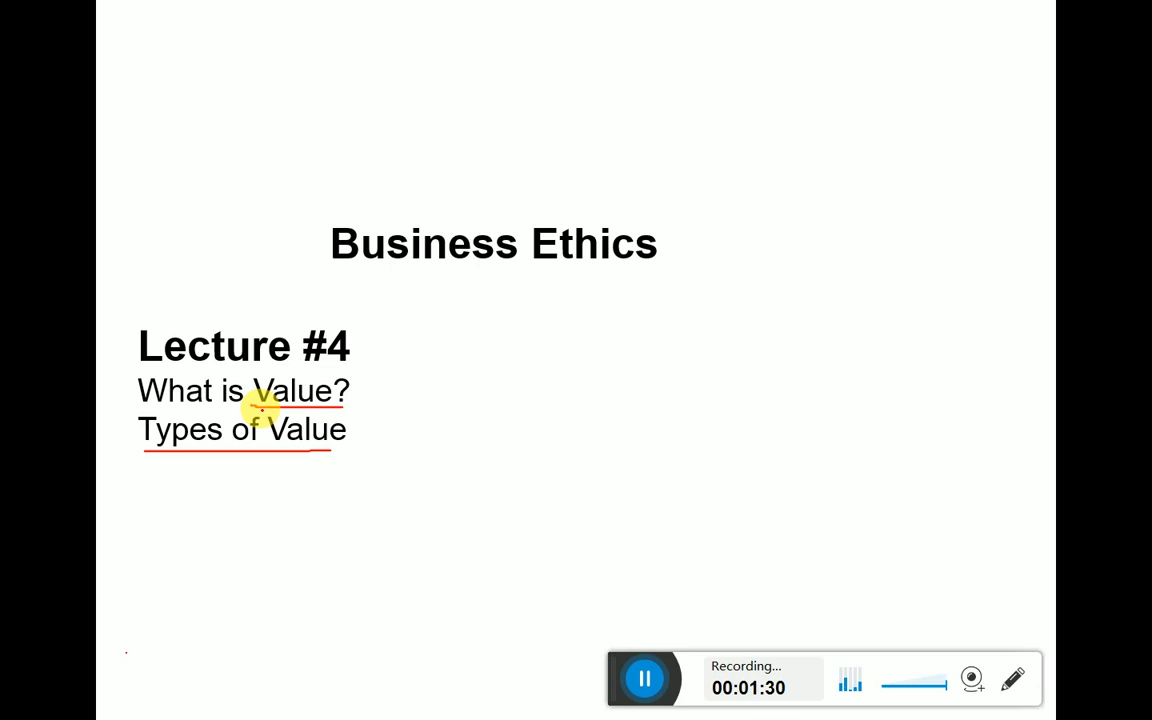 Business Ethics
Lecture #4
What is Value?
Types of Value
Recording...
00:01:30